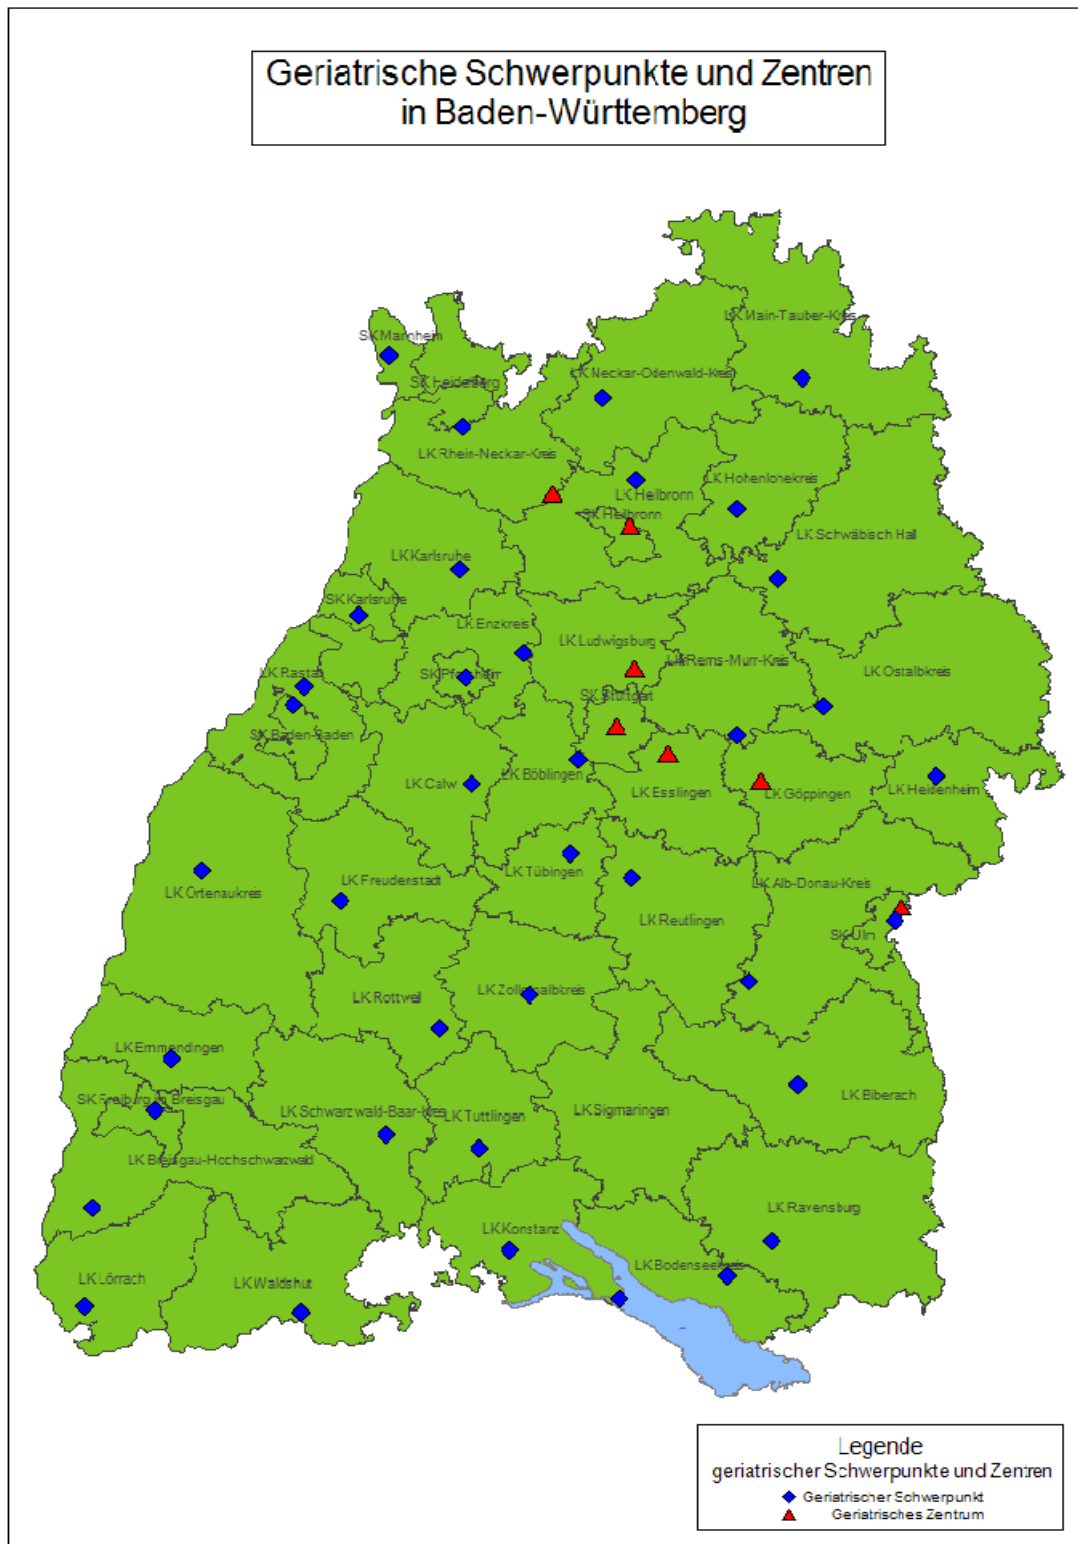 Geriatrische Schwerpunkte und Zentren
in Baden-Württemberg
LK Main-Tauber-Kreis
SK Mannheim
LK Neckar-Odenwald-Kreis
SK Heidelberg
LK Rhein-Neckar-Kreis
LK Hohenlohekreis
LK Heilbronn
SK Heilbronn
LK Schwäbisch Hall
LK Karlsruhe
SK Karlsruhe
LK Enzkreis
LK Ludwigsburg
LK Rems-Murr-Kreis
LK Ostalbkreis
LK Rastatt
SK Pforzheim
SK Stuttgart
SK Baden-Baden
LK Calw
LK Böblingen
LK Esslingen
LK Göppingen
LK Heidenheim
LK Ortenaukreis
LK Freudenstadt
LK Tübingen
LK Alb-Donau-Kreis
LK Reutlingen
SK Ulm
LK Rottweil
LK Zollernalbkreis
LK Emmendingen
SK Freiburg im Breisgau
LK Schwarzwald-Baar-Kreis
LK Tuttlingen
LK Sigmaringen
LK Biberach
LK Breisgau-Hochschwarzwald
LK Ravensburg
LK Konstanz
LK Bodenseekreis
LK Lörrach
LK Waldshut
Legende
geriatrischer Schwerpunkte und Zentren
Geriatrischer Schwerpunkt
Geriatrisches Zentrum